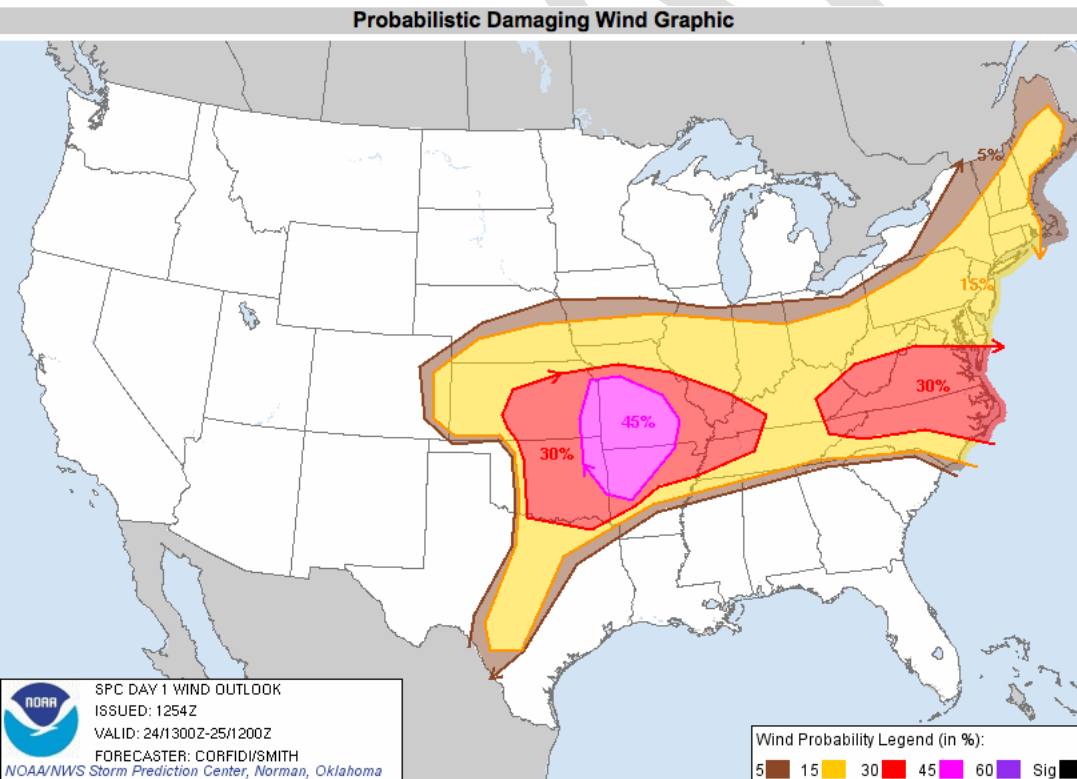 Probabilistic Damaging Wind Graphic
5%
15%
30%
45%
30%
NOAA
SPC DAY 1 WIND OUTLOOK
ISSUED: 1254Z
VALID: 24/1300Z-25/1200Z
FORECASTER: CORFIDI/SMITH
NOAA/NWS Storm Prediction Center, Norman, Oklahoma
Wind Probability Legend (in %):
5 15 30 45 60 Sig